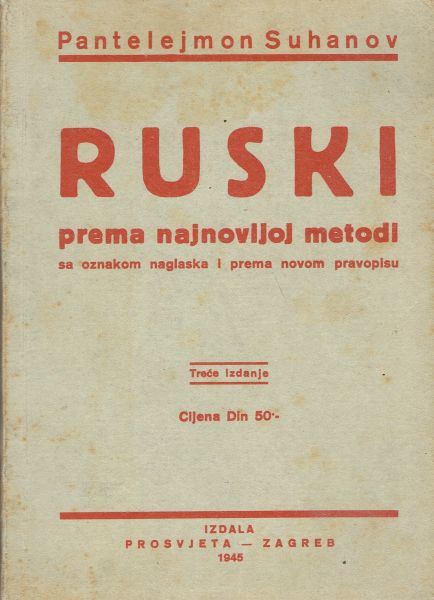 Pantelejmon Suhanov
RUSKI
prema najnovijoj metodi
sa oznakom naglaska i prema novom pravopisu
Treće izdanje
Cijena Din 50·-
IZDALA
PROSVJETA — ZAGREB
1945